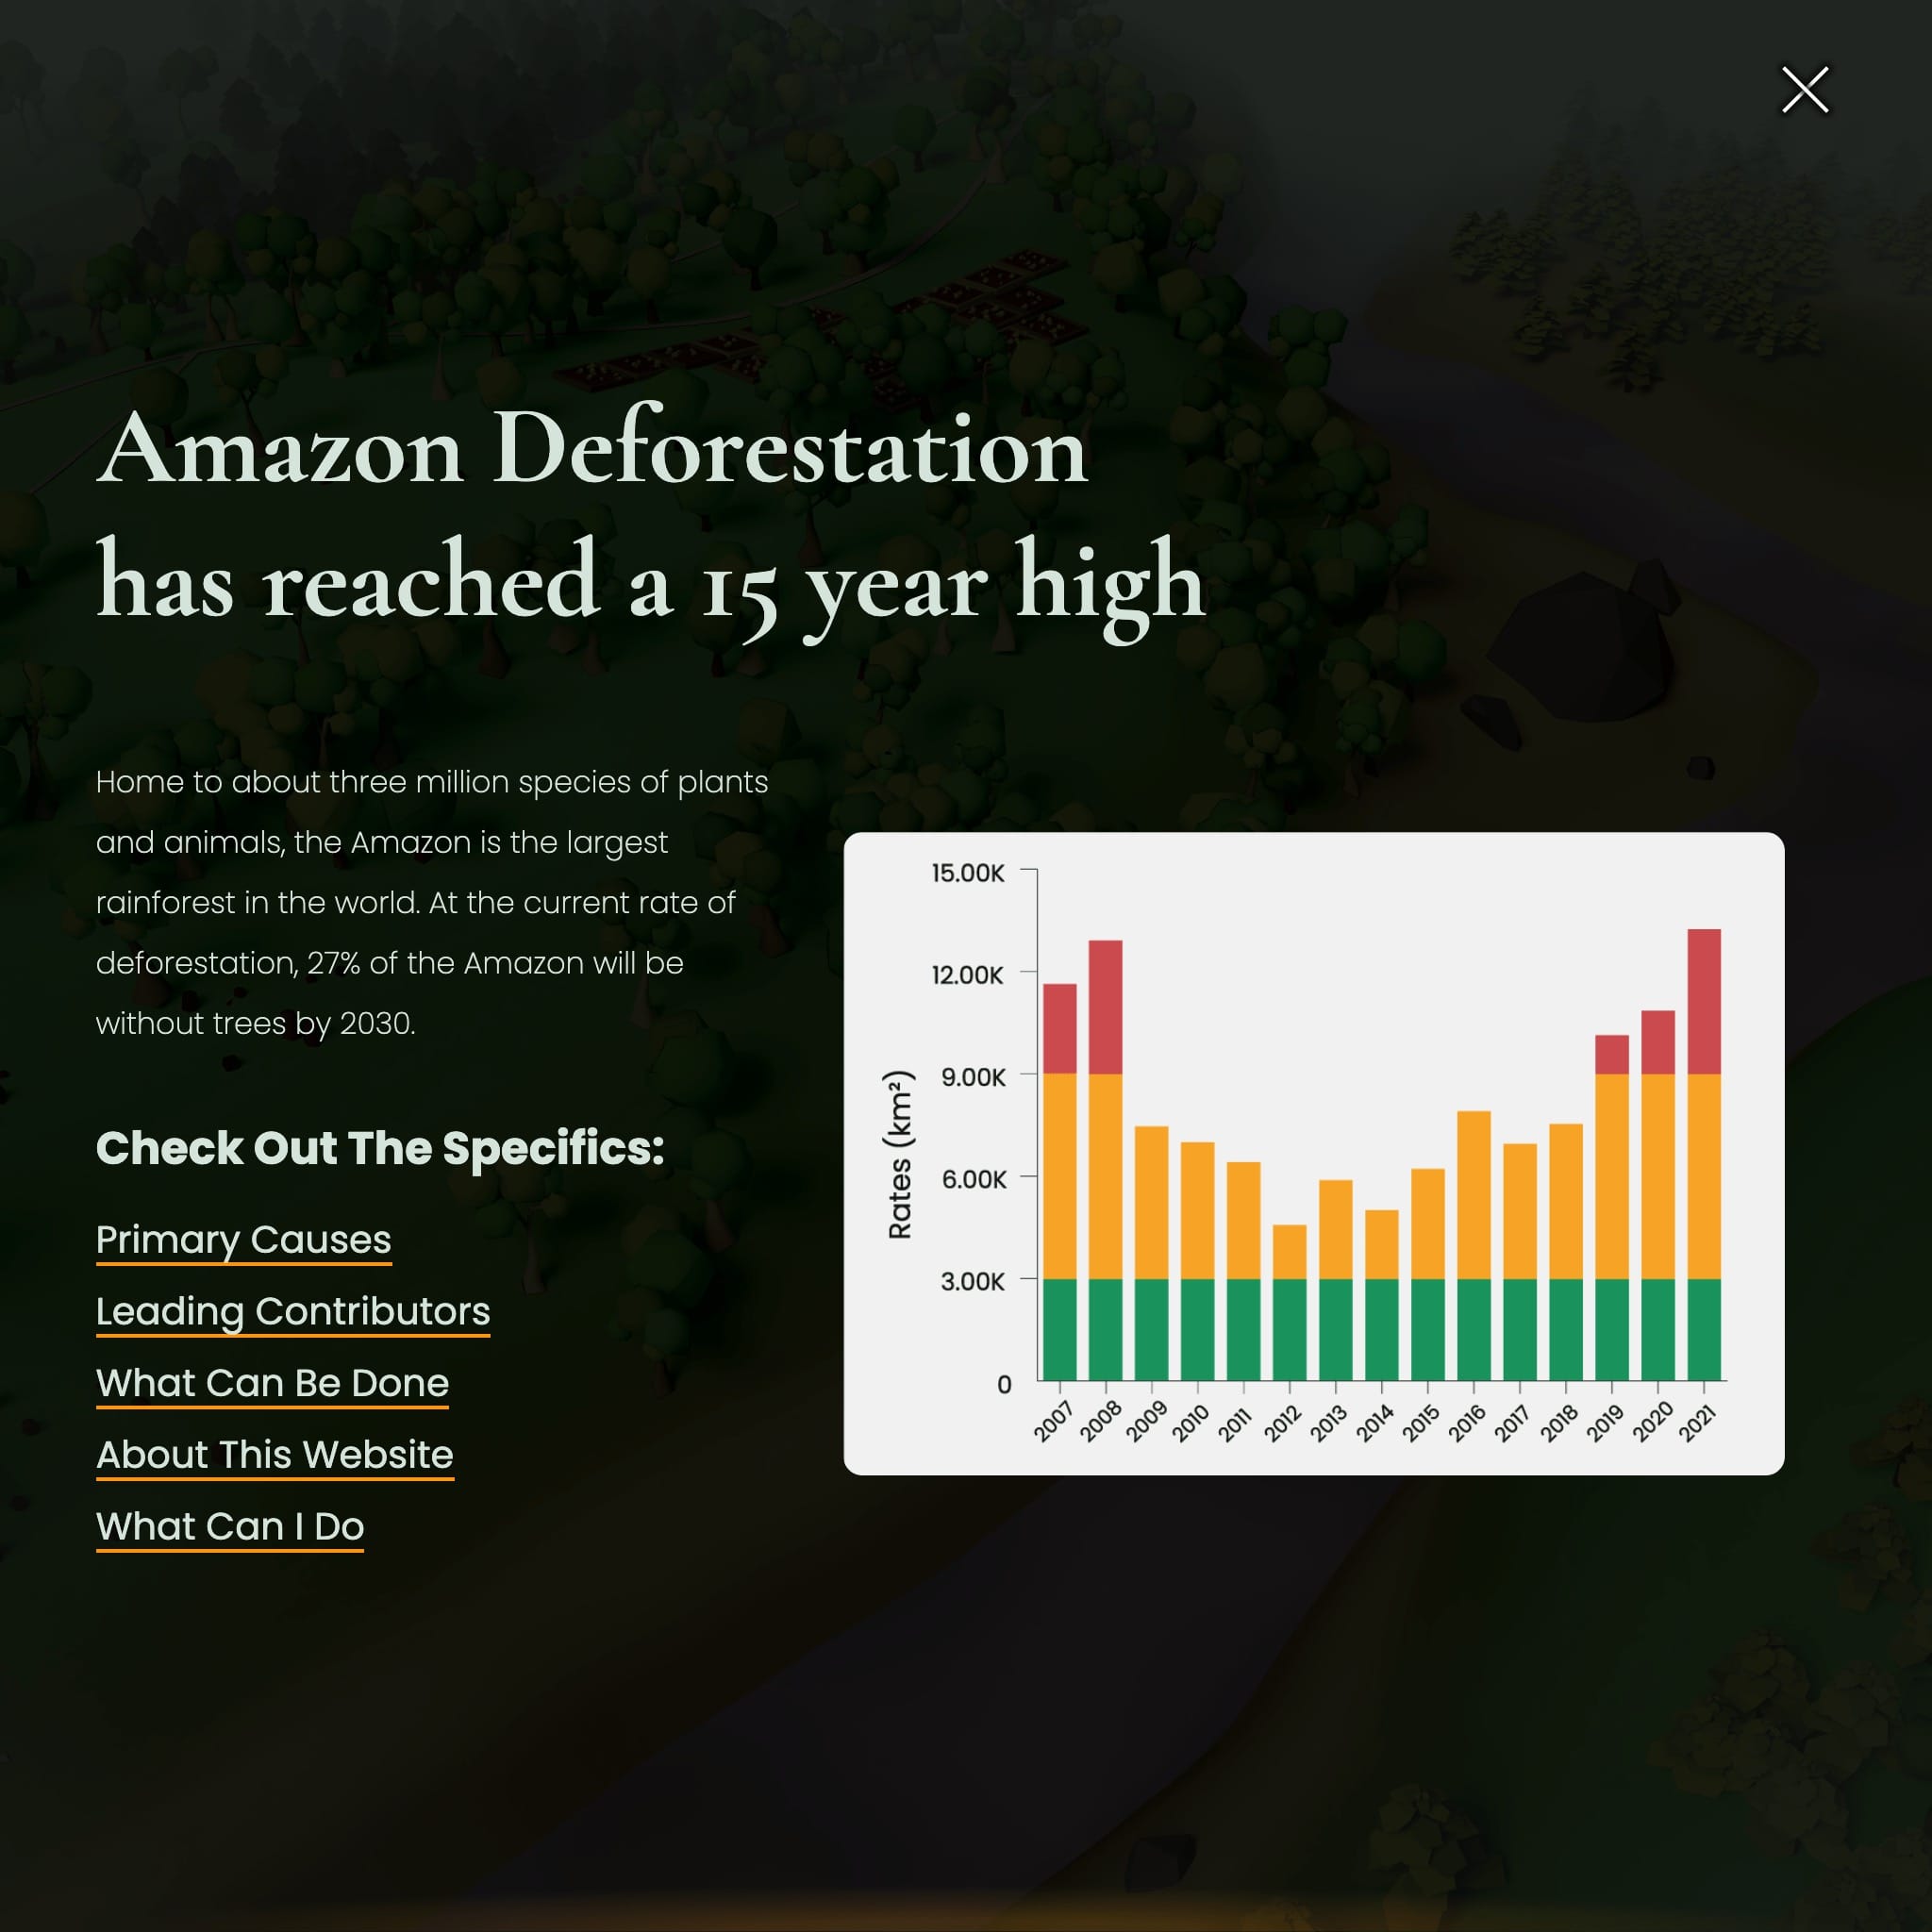 Amazon Deforestation
has reached a 15 year high
Home to about three million species of plants
and animals, the Amazon is the largest
rainforest in the world. At the current rate of
deforestation, 27% of the Amazon will be
without trees by 2030.
Check Out The Specifics:
Primary Causes
Leading Contributors
What Can Be Done
About This Website
What Can I Do
Rates (km²)
15.00K
12.00K
9.00K
6.00K
3.00K
0
2007 2008 2009 2010 2011 2012 2013 2014 2015 2016 2017 2018 2019 2020 2021